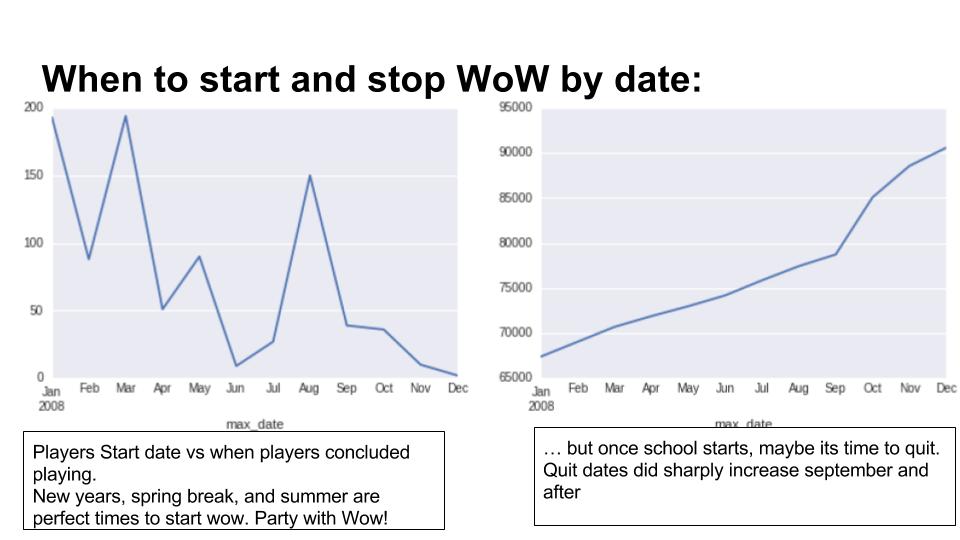 When to start and stop WoW by date:
200
150
100
50
0
Jan
2008
Feb
Mar
Apr
May
Jun
Jul
Aug
Sep
Oct
Nov
Dec
max_date
95000
90000
85000
80000
75000
70000
65000
Jan
2008
Feb
Mar
Apr
May
Jun
Jul
Aug
Sep
Oct
Nov
Dec
max_date
Players Start date vs when players concluded
playing.
New years, spring break, and summer are
perfect times to start wow. Party with Wow!
… but once school starts, maybe its time to quit.
Quit dates did sharply increase september and
after